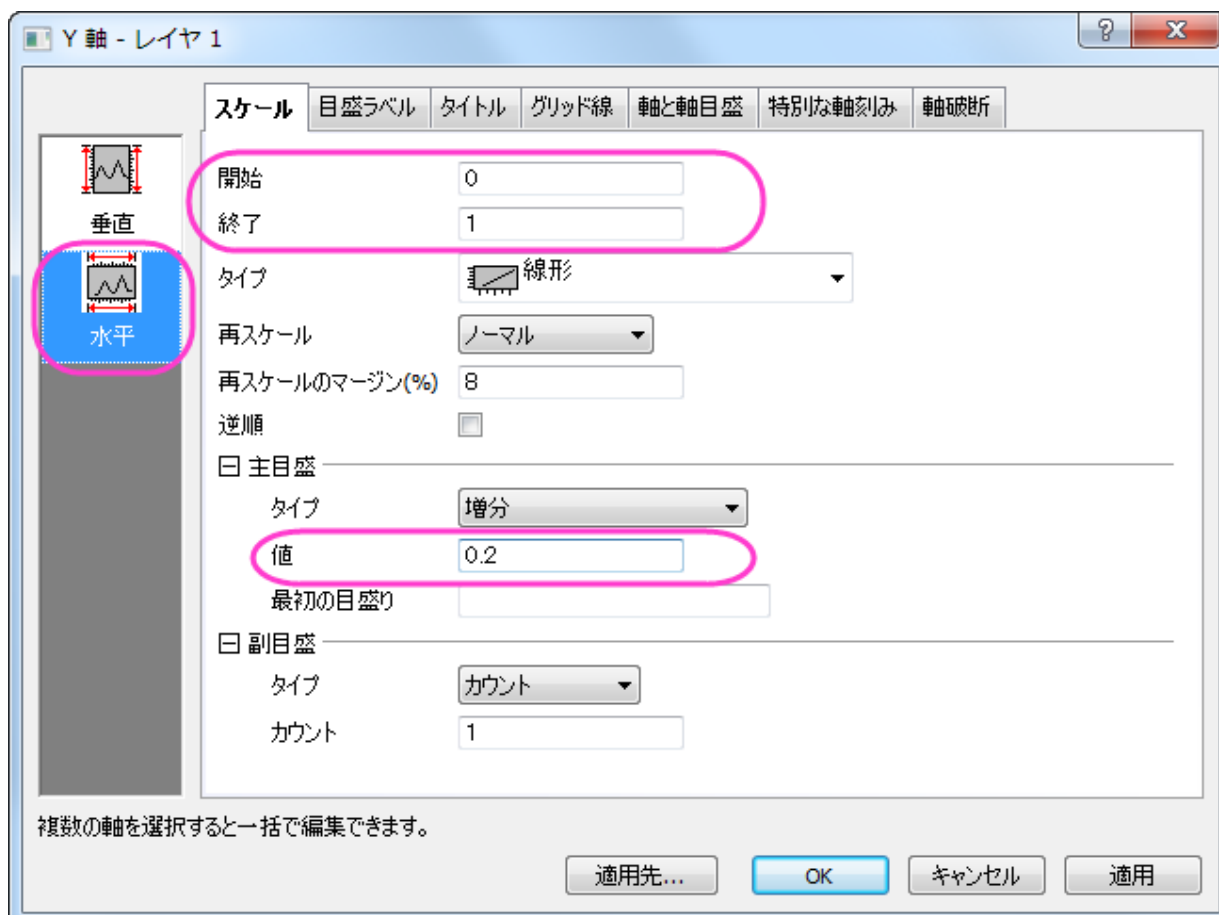 Y 軸 - レイヤ 1
スケール 目盛ラベル タイトル グリッド線 軸と軸目盛 特別な軸刻み 軸破断
垂直
水平
開始 0
終了 1
タイプ 線形
再スケール ノーマル
再スケールのマージン(%) 8
逆順
主目盛
タイプ 増分
値 0.2
最初の目盛り
副目盛
タイプ カウント
カウント 1
複数の軸を選択すると一括で編集できます。
適用先... OK キャンセル 適用